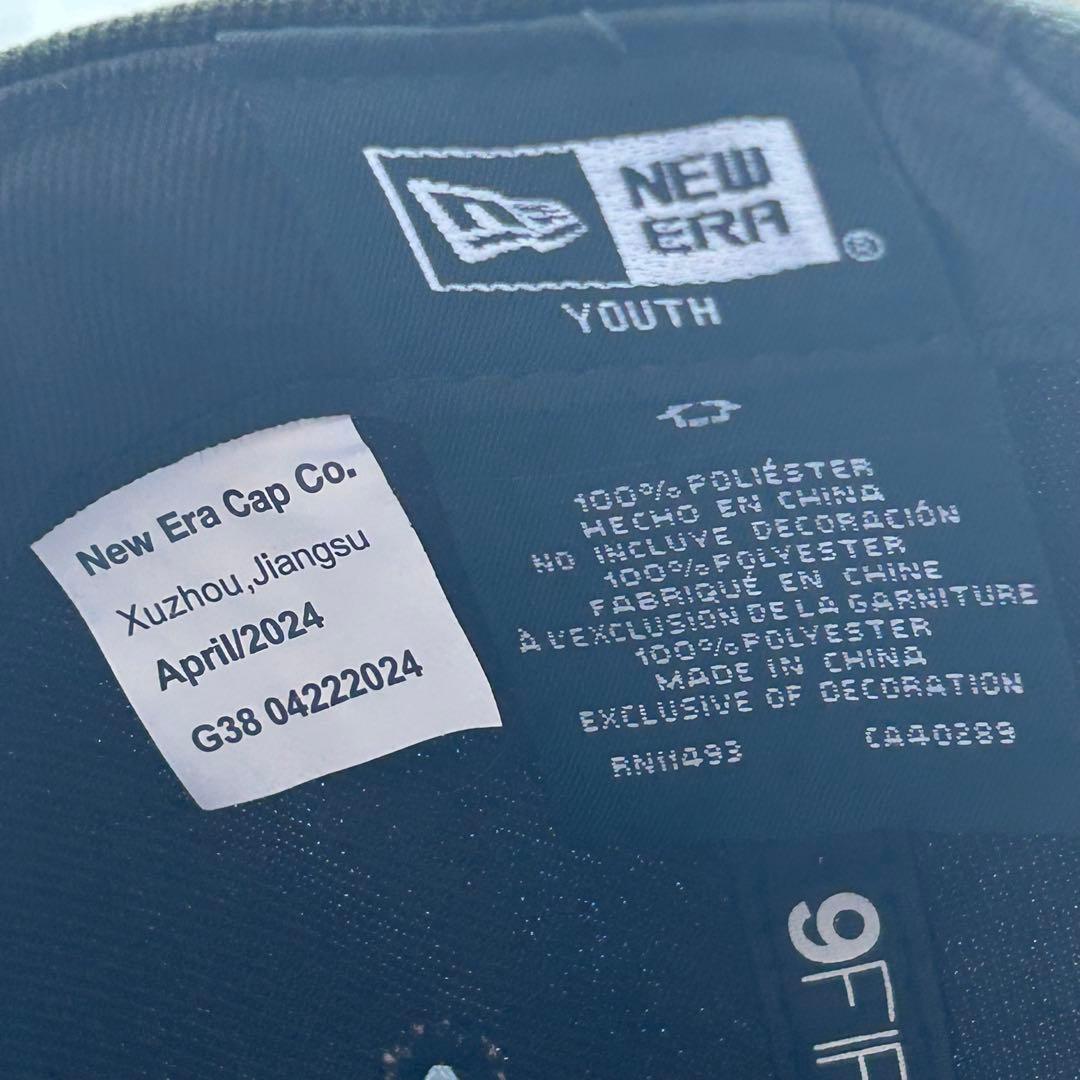 NEW
ERA
®
YOUTH
New Era Cap Co.
Xuzhou,Jiangsu
April/2024
G38 04222024
100% POLIÉSTER
HECHO EN CHINA
NO INCLUYE DECORACIÓN
100% POLYESTER
FABRIQUÉ EN CHINE
À L'EXCLUSION DE LA GARNITURE
100% POLYESTER
MADE IN CHINA
EXCLUSIVE OF DECORATION
RN11493 CA40289
9FIF